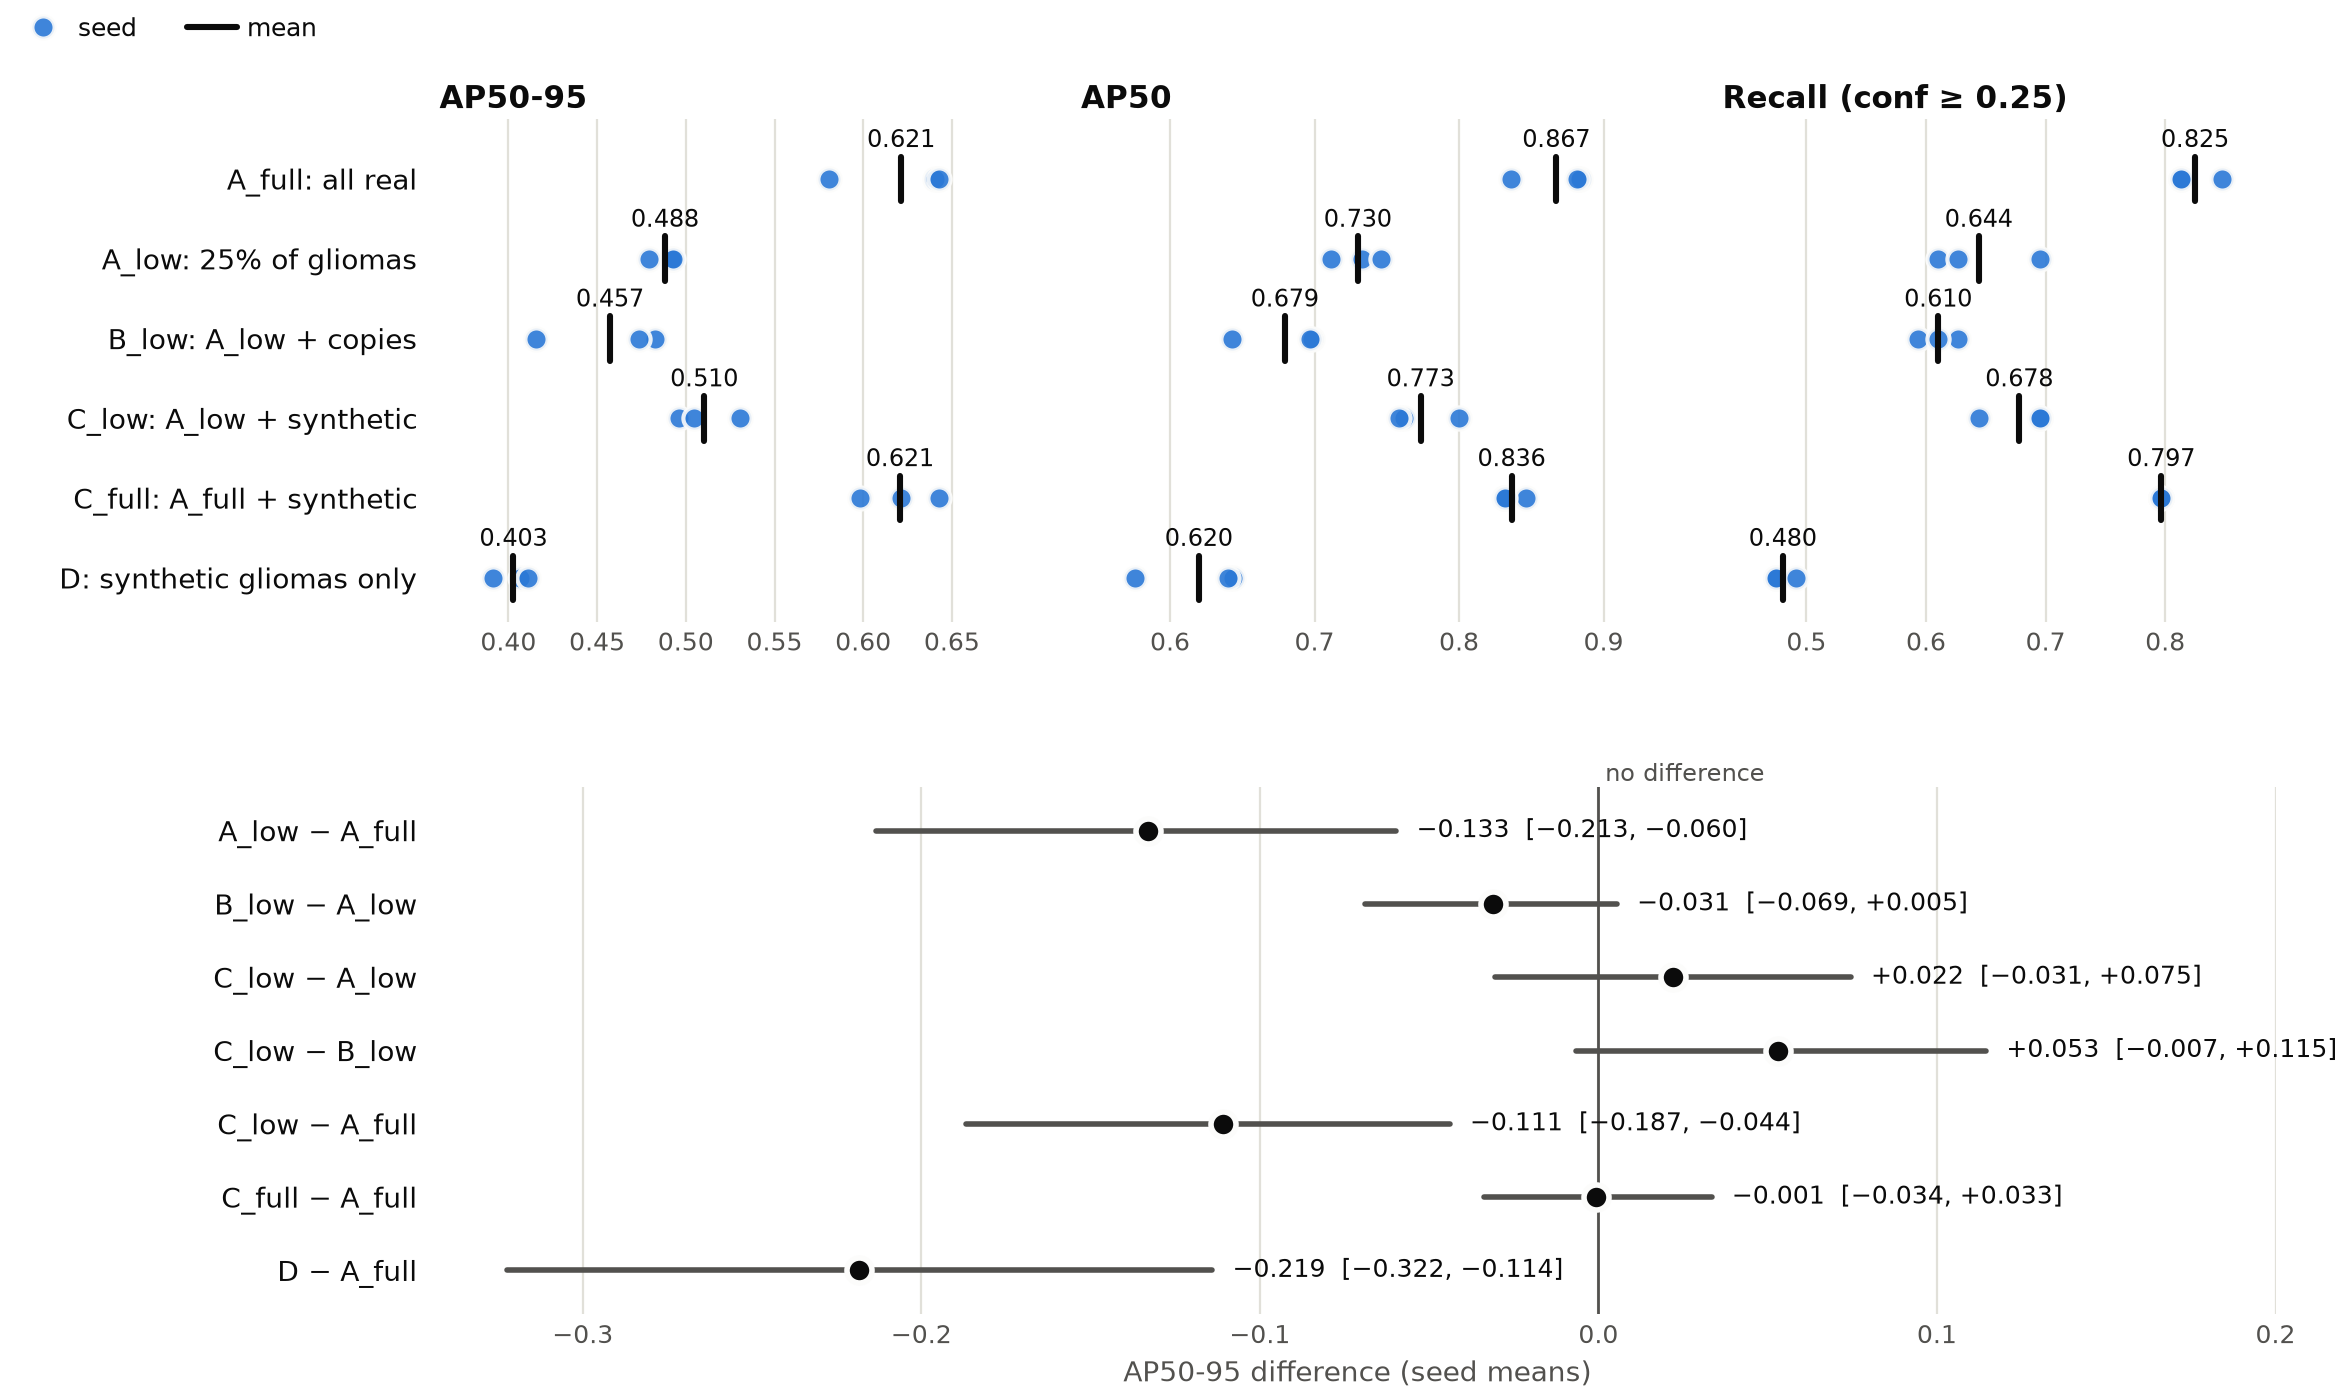 seed mean
AP50-95 AP50 Recall (conf ≥ 0.25)
0.621 0.867 0.825
A_full: all real
0.488 0.730 0.644
A_low: 25% of gliomas
0.457 0.679 0.610
B_low: A_low + copies
0.510 0.773 0.678
C_low: A_low + synthetic
0.621 0.836 0.797
C_full: A_full + synthetic
0.403 0.620 0.480
D: synthetic gliomas only
0.40 0.45 0.50 0.55 0.60 0.65 0.6 0.7 0.8 0.9 0.5 0.6 0.7 0.8
no difference
A_low − A_full −0.133 [−0.213, −0.060]
B_low − A_low −0.031 [−0.069, +0.005]
C_low − A_low +0.022 [−0.031, +0.075]
C_low − B_low +0.053 [−0.007, +0.115]
C_low − A_full −0.111 [−0.187, −0.044]
C_full − A_full −0.001 [−0.034, +0.033]
D − A_full −0.219 [−0.322, −0.114]
−0.3 −0.2 −0.1 0.0 0.1 0.2
AP50-95 difference (seed means)